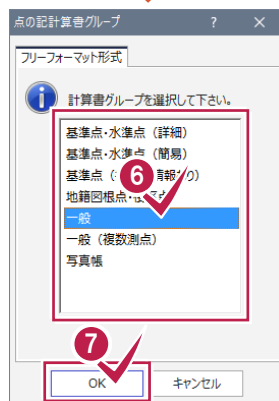 点の記計算書グループ ? ×
フリーフォーマット形式
計算書グループを選択して下さい。
基準点・水準点（詳細）
基準点・水準点（簡易）
基準点（ 情報なり）
地籍図根点・
一般
一般（複数測点）
写真帳
6
7
OK キャンセル